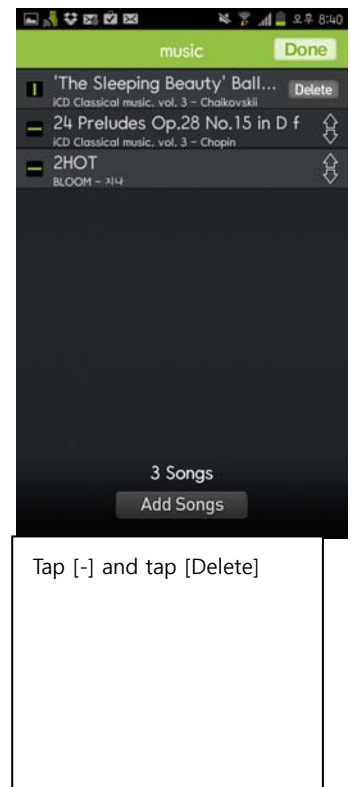 오후 8:40
music
Done
'The Sleeping Beauty' Ball...
iCD Classical music, vol. 3 – Chaikovskii
Delete
24 Preludes Op.28 No.15 in D f
iCD Classical music, vol. 3 – Chopin
2HOT
BLOOM – 지나
3 Songs
Add Songs
Tap [-] and tap [Delete]